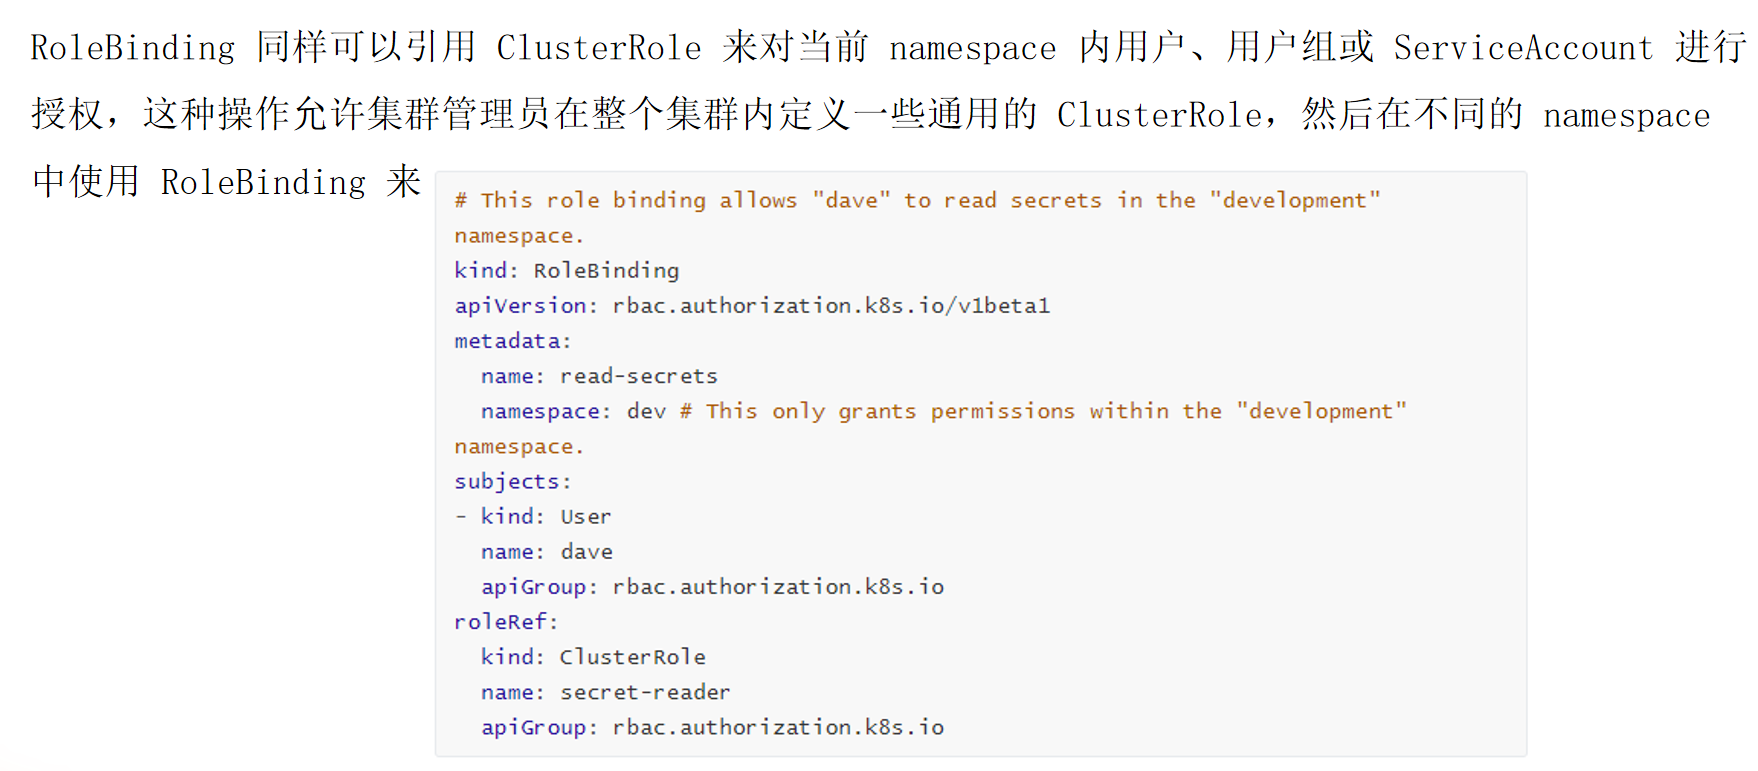 RoleBinding 同样可以引用 ClusterRole 来对当前 namespace 内用户、用户组或 ServiceAccount 进行
授权，这种操作允许集群管理员在整个集群内定义一些通用的 ClusterRole，然后在不同的 namespace
中使用 RoleBinding 来
# This role binding allows "dave" to read secrets in the "development"
namespace.
kind: RoleBinding
apiVersion: rbac.authorization.k8s.io/v1beta1
metadata:
  name: read-secrets
  namespace: dev # This only grants permissions within the "development"
namespace.
subjects:
- kind: User
  name: dave
  apiGroup: rbac.authorization.k8s.io
roleRef:
  kind: ClusterRole
  name: secret-reader
  apiGroup: rbac.authorization.k8s.io